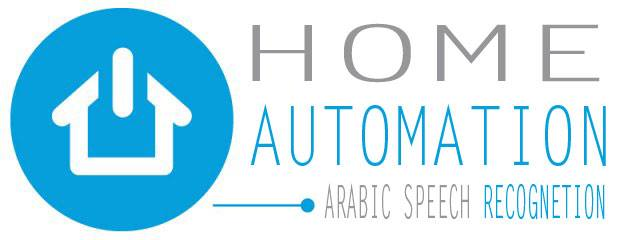 HOME
AUTOMATION
ARABIC SPEECH RECOGNETION